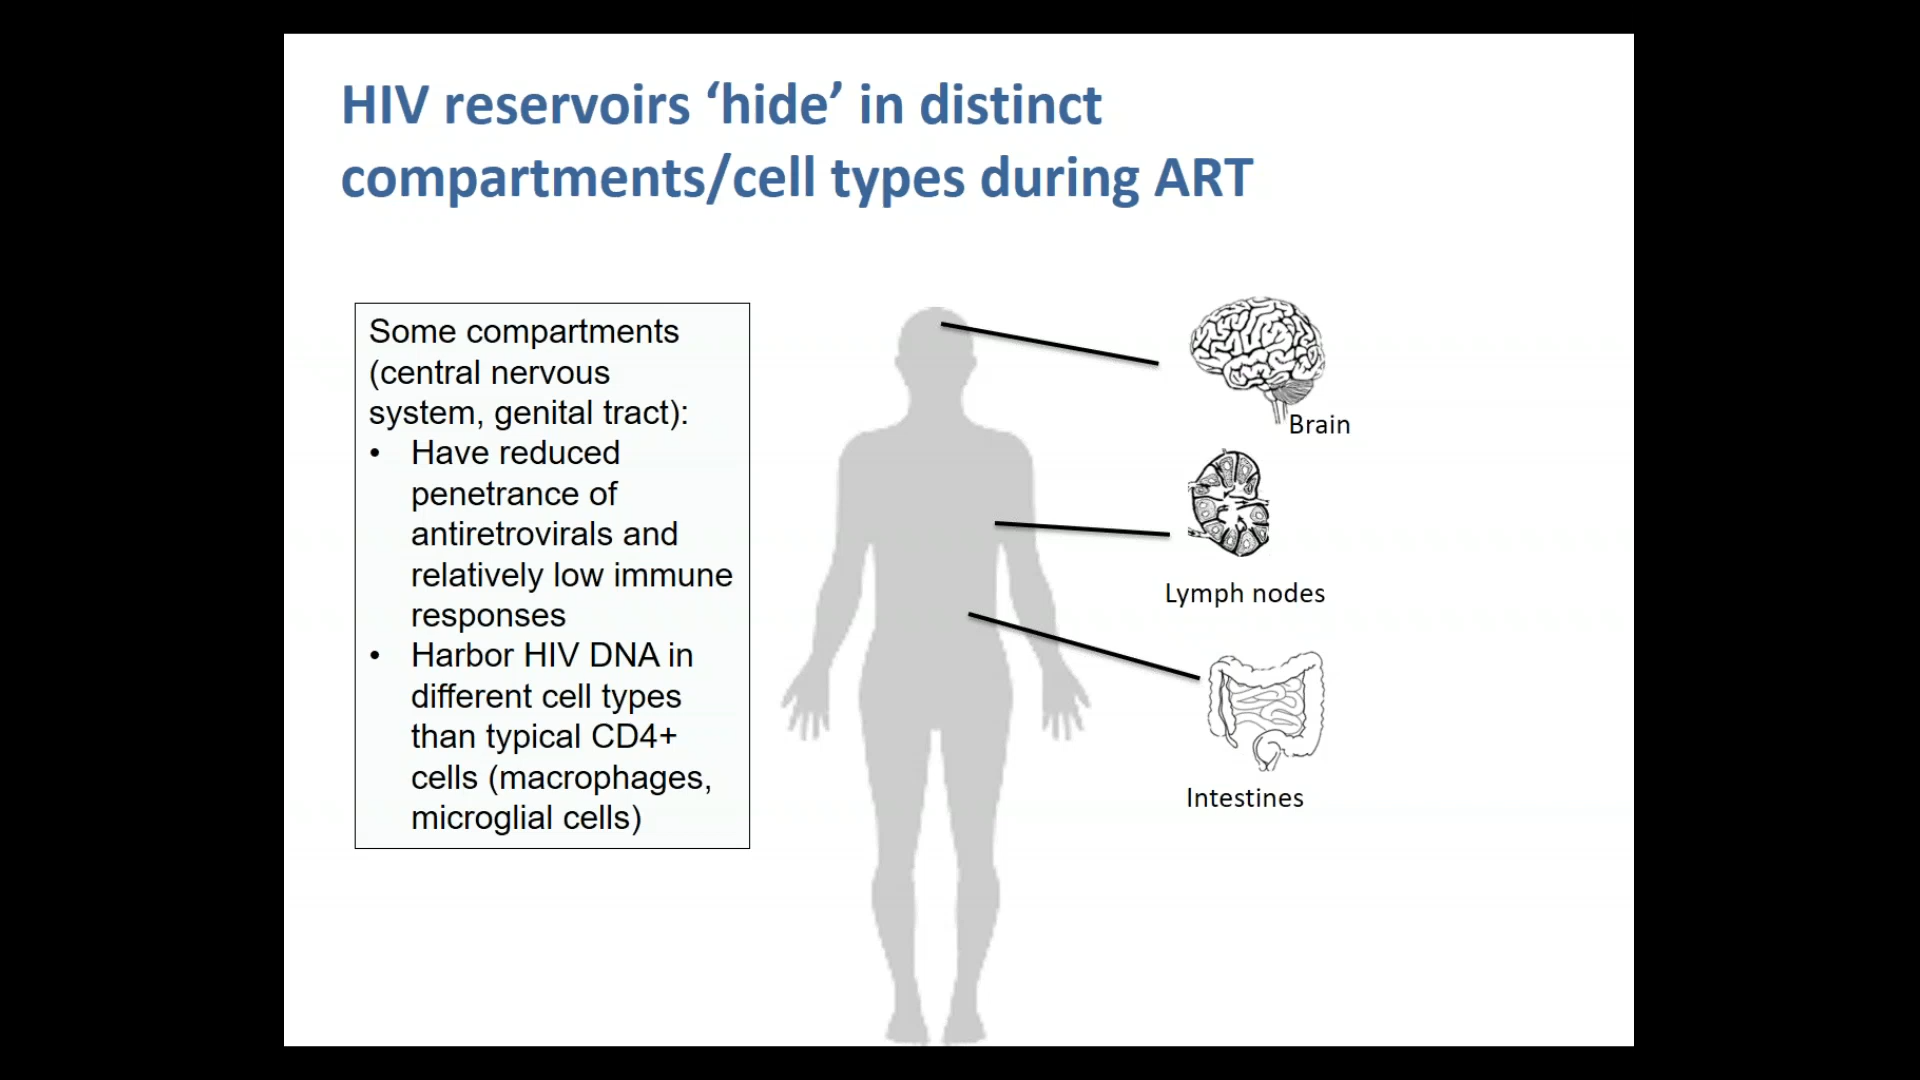 HIV reservoirs ‘hide’ in distinct
compartments/cell types during ART
Some compartments
(central nervous
system, genital tract):
• Have reduced
penetrance of
antiretrovirals and
relatively low immune
responses
• Harbor HIV DNA in
different cell types
than typical CD4+
cells (macrophages,
microglial cells)
Brain
Lymph nodes
Intestines